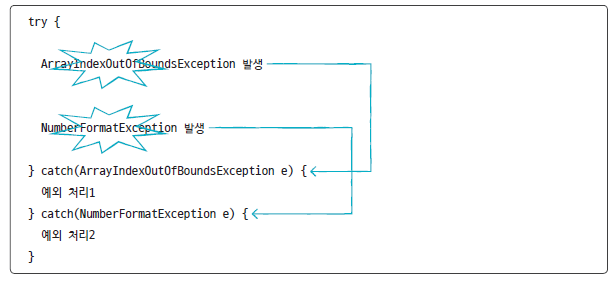 try {
ArrayIndexOutOfBoundsException 발생
NumberFormatException 발생
} catch(ArrayIndexOutOfBoundsException e) {
예외 처리1
} catch(NumberFormatException e) {
예외 처리2
}